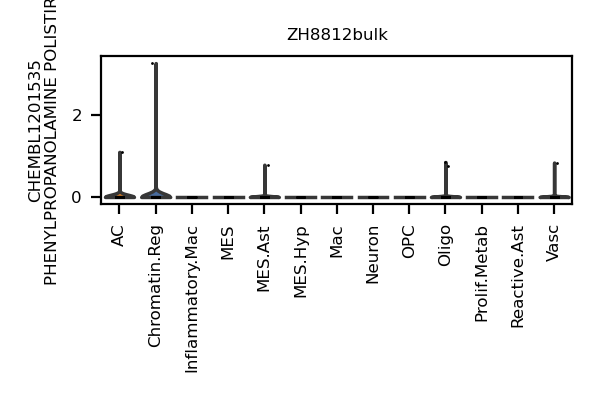 ZH8812bulk
CHEMBL1201535
PHENYLPROPANOLAMINE
2
0
AC
Chromatin.Reg
Inflammatory.Mac
MES
MES.Ast
MES.Hyp
Mac
Neuron
OPC
Oligo
Prolif.Metab
Reactive.Ast
Vasc